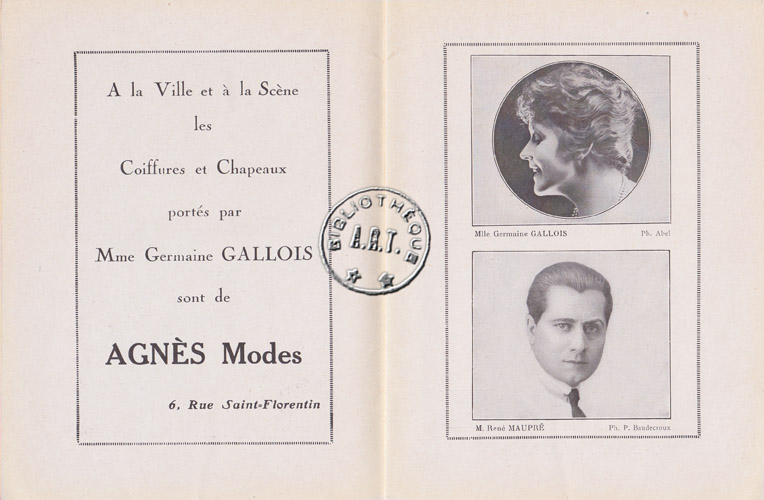 A la Ville et à la Scène
les
Coiffures et Chapeaux
portés par
Mme Germaine GALLOIS
sont de
AGNÈS Modes
6, Rue Saint-Florentin
BIBLIOTHÈQUE
A.R.T.
Mlle Germaine GALLOIS
Ph. Abel
M. René MAUPRÉ
Ph. P. Baudecroux